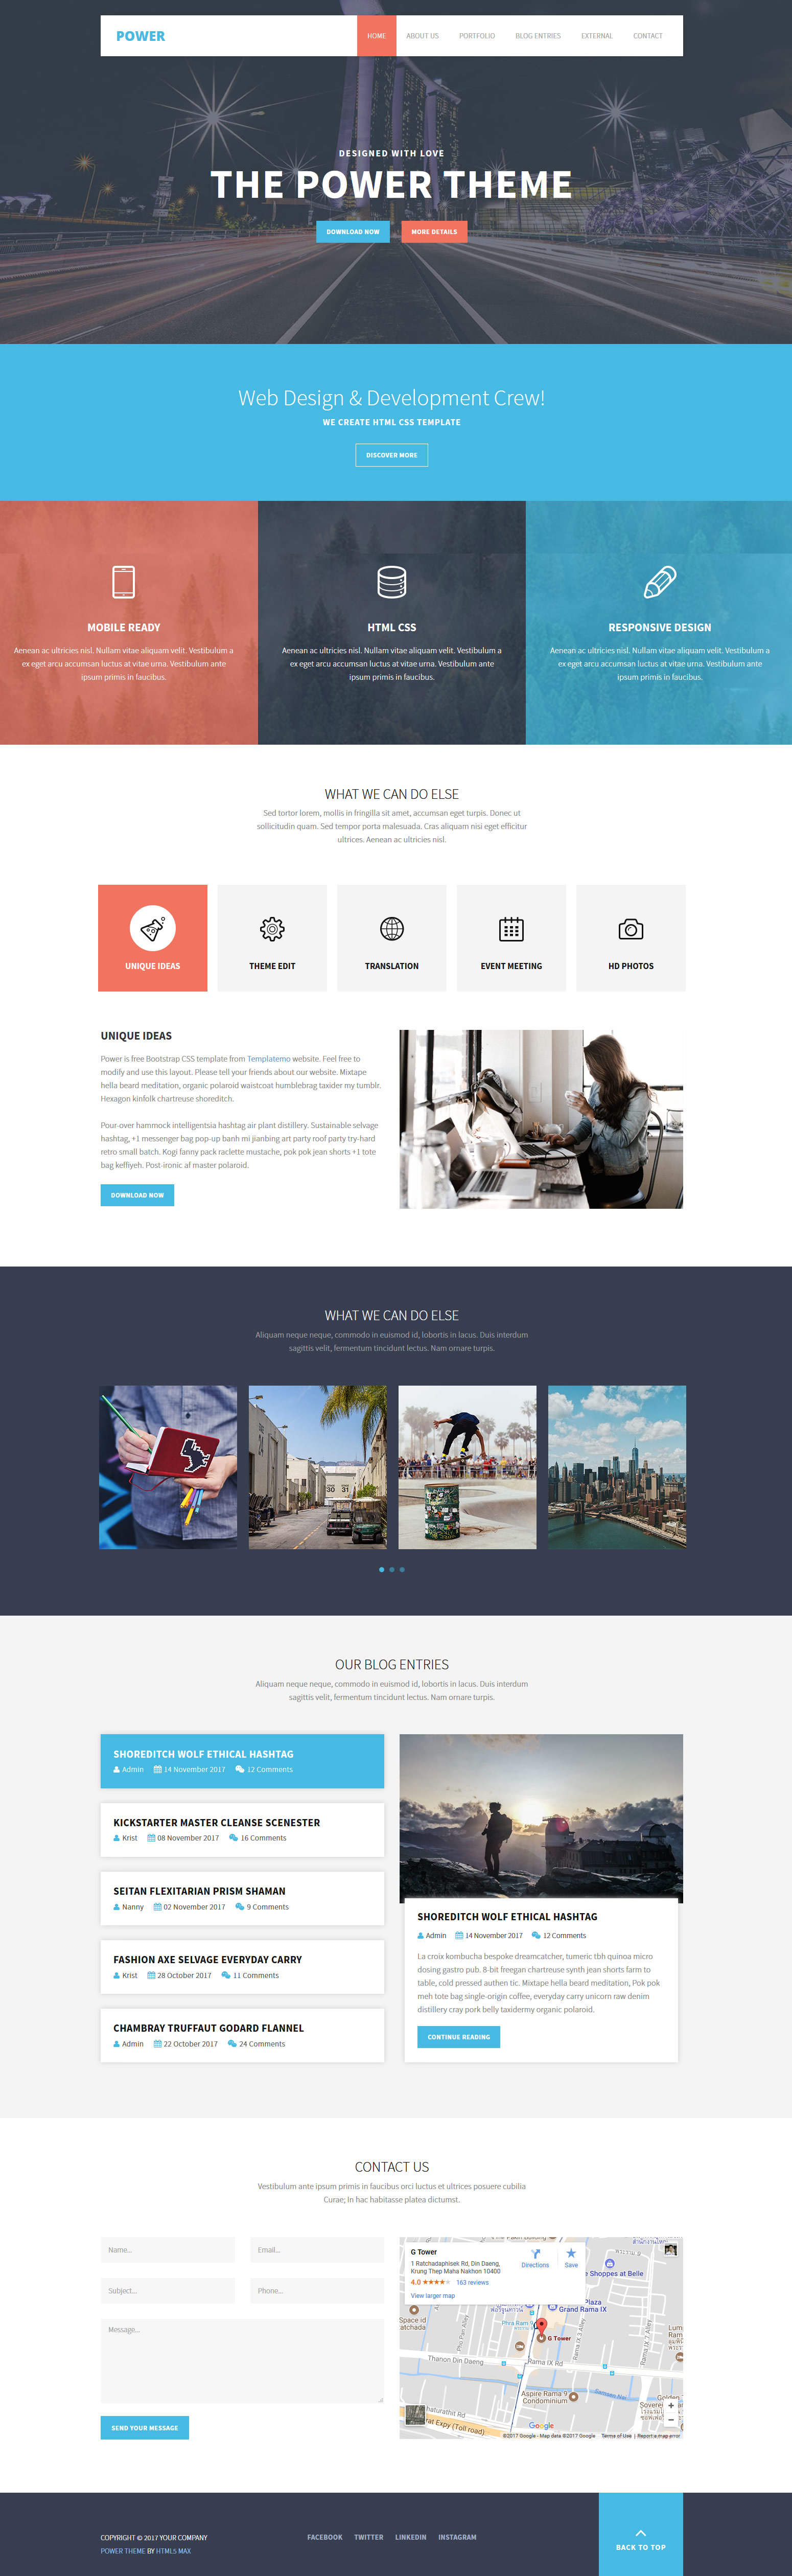 POWER
HOME
ABOUT US
PORTFOLIO
BLOG ENTRIES
EXTERNAL
CONTACT
DESIGNED WITH LOVE
THE POWER THEME
DOWNLOAD NOW
MORE DETAILS
Web Design & Development Crew!
WE CREATE HTML CSS TEMPLATE
DISCOVER MORE
MOBILE READY
Aenean ac ultricies nisl. Nullam vitae aliquam velit. Vestibulum a
ex eget arcu accumsan luctus at vitae urna. Vestibulum ante
ipsum primis in faucibus.
HTML CSS
Aenean ac ultricies nisl. Nullam vitae aliquam velit. Vestibulum a
ex eget arcu accumsan luctus at vitae urna. Vestibulum ante
ipsum primis in faucibus.
RESPONSIVE DESIGN
Aenean ac ultricies nisl. Nullam vitae aliquam velit. Vestibulum a
ex eget arcu accumsan luctus at vitae urna. Vestibulum ante
ipsum primis in faucibus.
WHAT WE CAN DO ELSE
Sed tortor lorem, mollis in fringilla sit amet, accumsan eget turpis. Donec ut
sollicitudin quam. Sed tempor porta malesuada. Cras aliquam nisi eget efficitur
ultrices. Aenean ac ultricies nisl.
UNIQUE IDEAS
THEME EDIT
TRANSLATION
EVENT MEETING
HD PHOTOS
UNIQUE IDEAS
Power is free Bootstrap CSS template from Templatemo website. Feel free to
modify and use this layout. Please tell your friends about our website. Mixtape
hella beard meditation, organic polaroid waistcoat humblebrag taxider my tumblr.
Hexagon kinfolk chartreuse shoreditch.
Pour-over hammock intelligentsia hashtag air plant distillery. Sustainable selvage
hashtag, +1 messenger bag pop-up banh mi jianbing art party roof party try-hard
retro small batch. Kogi fanny pack raclette mustache, pok pok jean shorts +1 tote
bag keffiyeh. Post-ironic af master polaroid.
DOWNLOAD NOW
WHAT WE CAN DO ELSE
Aliquam neque neque, commodo in euismod id, lobortis in lacus. Duis interdum
sagittis velit, fermentum tincidunt lectus. Nam ornare turpis.
30 31
OUR BLOG ENTRIES
Aliquam neque neque, commodo in euismod id, lobortis in lacus. Duis interdum
sagittis velit, fermentum tincidunt lectus. Nam ornare turpis.
SHOREDITCH WOLF ETHICAL HASHTAG
Admin 14 November 2017 12 Comments
KICKSTARTER MASTER CLEANSE SCENESTER
Krist 08 November 2017 16 Comments
SEITAN FLEXITARIAN PRISM SHAMAN
Nanny 02 November 2017 9 Comments
FASHION AXE SELVAGE EVERYDAY CARRY
Krist 28 October 2017 11 Comments
CHAMBRAY TRUFFAUT GODARD FLANNEL
Admin 22 October 2017 24 Comments
SHOREDITCH WOLF ETHICAL HASHTAG
Admin 14 November 2017 12 Comments
La croix kombucha bespoke dreamcatcher, tumeric tbh quinoa micro
dosing gastro pub. 8-bit freegan chartreuse synth jean shorts farm to
table, cold pressed authen tic. Mixtape hella beard meditation, Pok pok
meh tote bag single-origin coffee, everyday carry unicorn raw denim
distillery cray pork belly taxidermy organic polaroid.
CONTINUE READING
CONTACT US
Vestibulum ante ipsum primis in faucibus orci luctus et ultrices posuere cubilia
Curae; In hac habitasse platea dictumst.
Name...
Email...
Subject...
Phone...
Message...
SEND YOUR MESSAGE
G Tower
1 Ratchadaphisek Rd, Din Daeng,
Krung Thep Maha Nakhon 10400
4.0 163 reviews
View larger map
Directions
Save
e Shoppes at Belle
Plaza
Grand Rama IX
Space id
atchada
Phra Ram 9
G Tower
Thanon Din Daeng
Rama IX Rd
Aspire Rama 9
Condominium
Google
©2017 Google - Map data ©2017 Google Terms of Use Report a map error
COPYRIGHT © 2017 YOUR COMPANY
POWER THEME BY HTML5 MAX
FACEBOOK
TWITTER
LINKEDIN
INSTAGRAM
BACK TO TOP